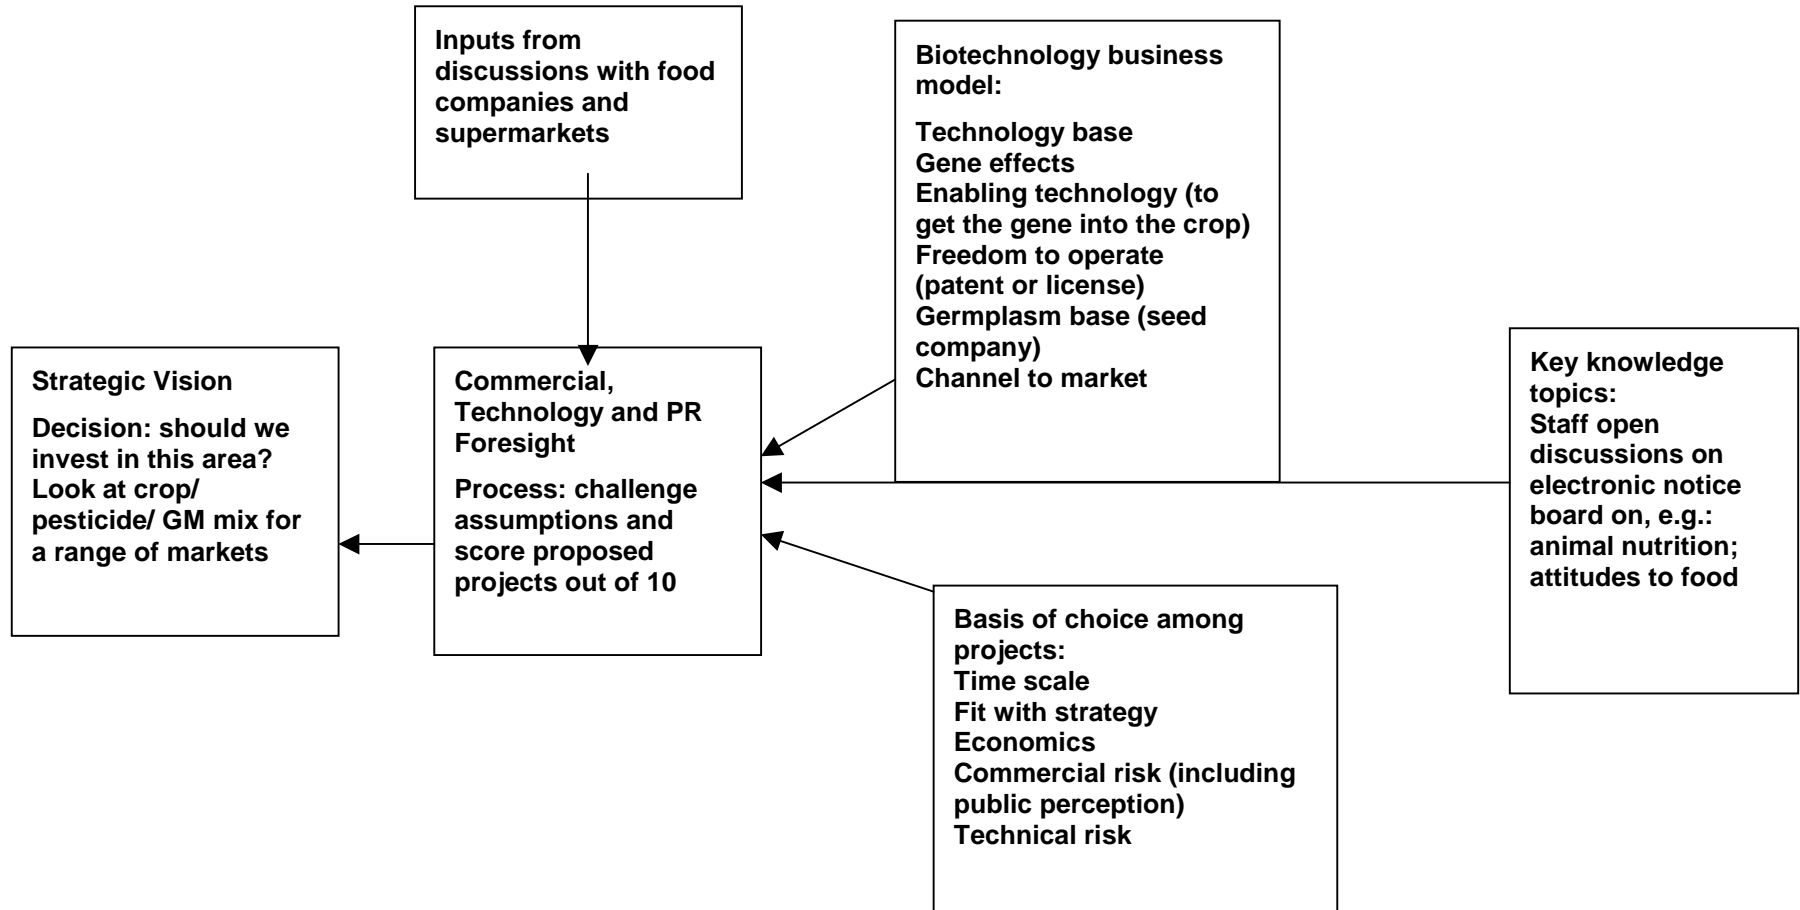 Inputs from
discussions with food
companies and
supermarkets
Biotechnology business
model:
Technology base
Gene effects
Enabling technology (to
get the gene into the crop)
Freedom to operate
(patent or license)
Germplasm base (seed
company)
Channel to market
Strategic Vision
Decision: should we
invest in this area?
Look at crop/
pesticide/ GM mix for
a range of markets
Commercial,
Technology and PR
Foresight
Process: challenge
assumptions and
score proposed
projects out of 10
Key knowledge
topics:
Staff open
discussions on
electronic notice
board on, e.g.:
animal nutrition;
attitudes to food
Basis of choice among
projects:
Time scale
Fit with strategy
Economics
Commercial risk (including
public perception)
Technical risk